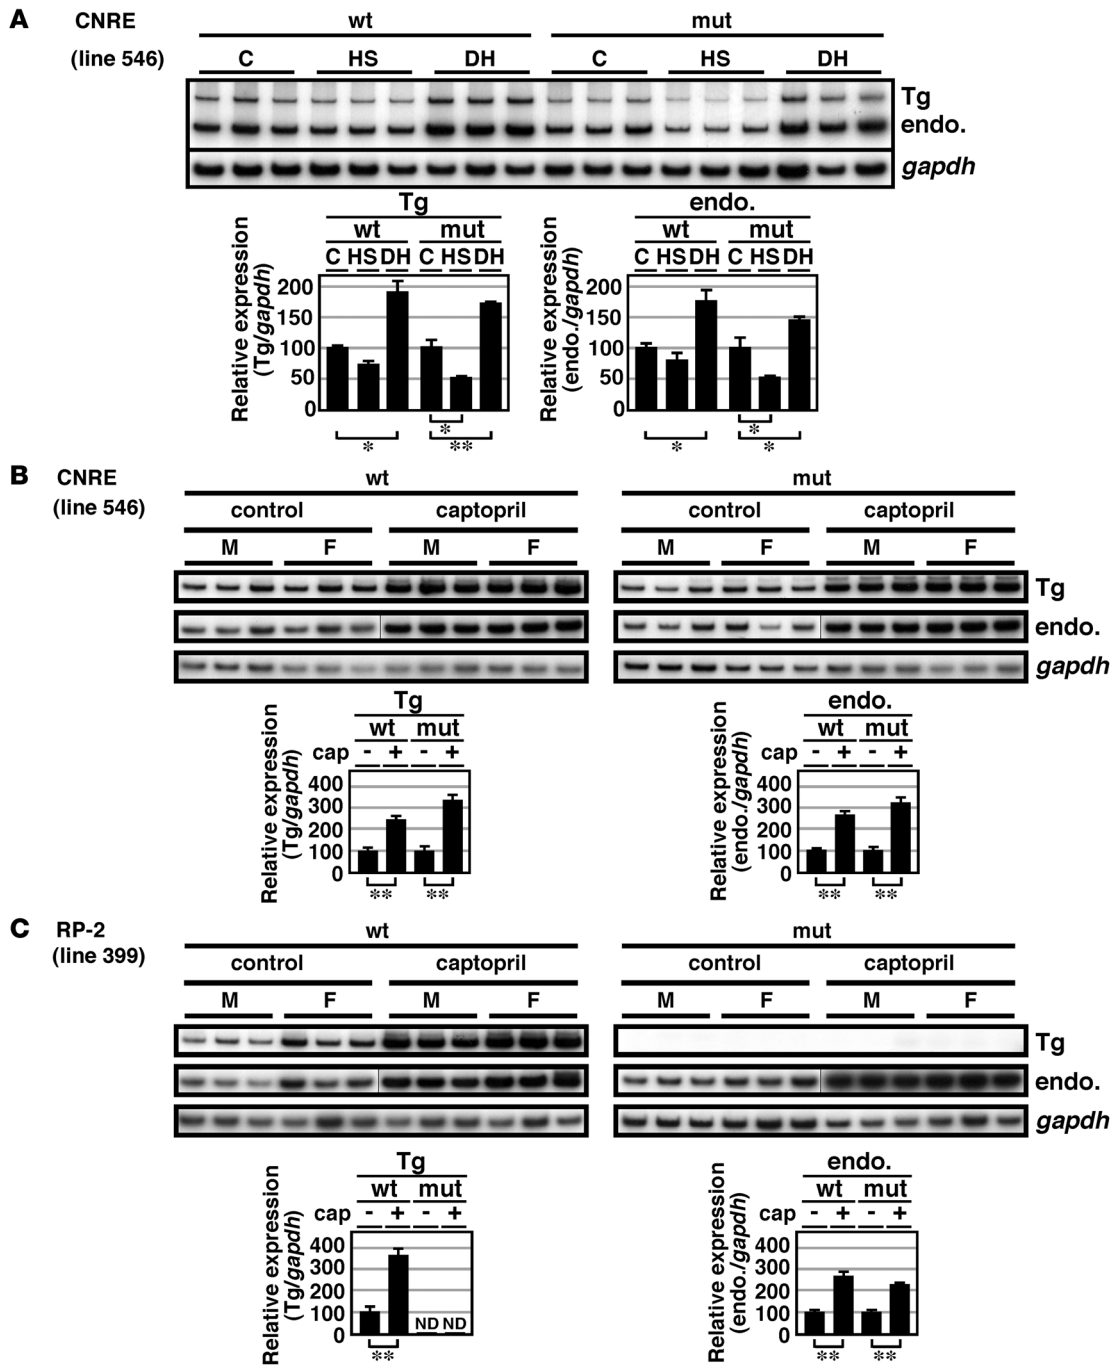 A CNRE wt mut
(line 546) C HS DH C HS DH
Tg
endo.
gapdh
Tg endo.
wt mut wt mut
C HS DH C HS DH C HS DH C HS DH
Relative expression
(Tg/gapdh)
200
150
100
50
0
* * **
Relative expression
(endo./gapdh)
200
150
100
50
0
* * *
B CNRE wt mut
(line 546) control captopril control captopril
M F M F M F M F
Tg
endo.
gapdh
Tg endo.
wt mut wt mut
cap - + - + cap - + - +
Relative expression
(Tg/gapdh)
400
300
200
100
0
** **
Relative expression
(endo./gapdh)
400
300
200
100
0
** **
C RP-2 wt mut
(line 399) control captopril control captopril
M F M F M F M F
Tg
endo.
gapdh
Tg endo.
wt mut wt mut
cap - + - + cap - + - +
Relative expression
(Tg/gapdh)
400
300
200
100
0
ND ND
**
Relative expression
(endo./gapdh)
400
300
200
100
0
** **